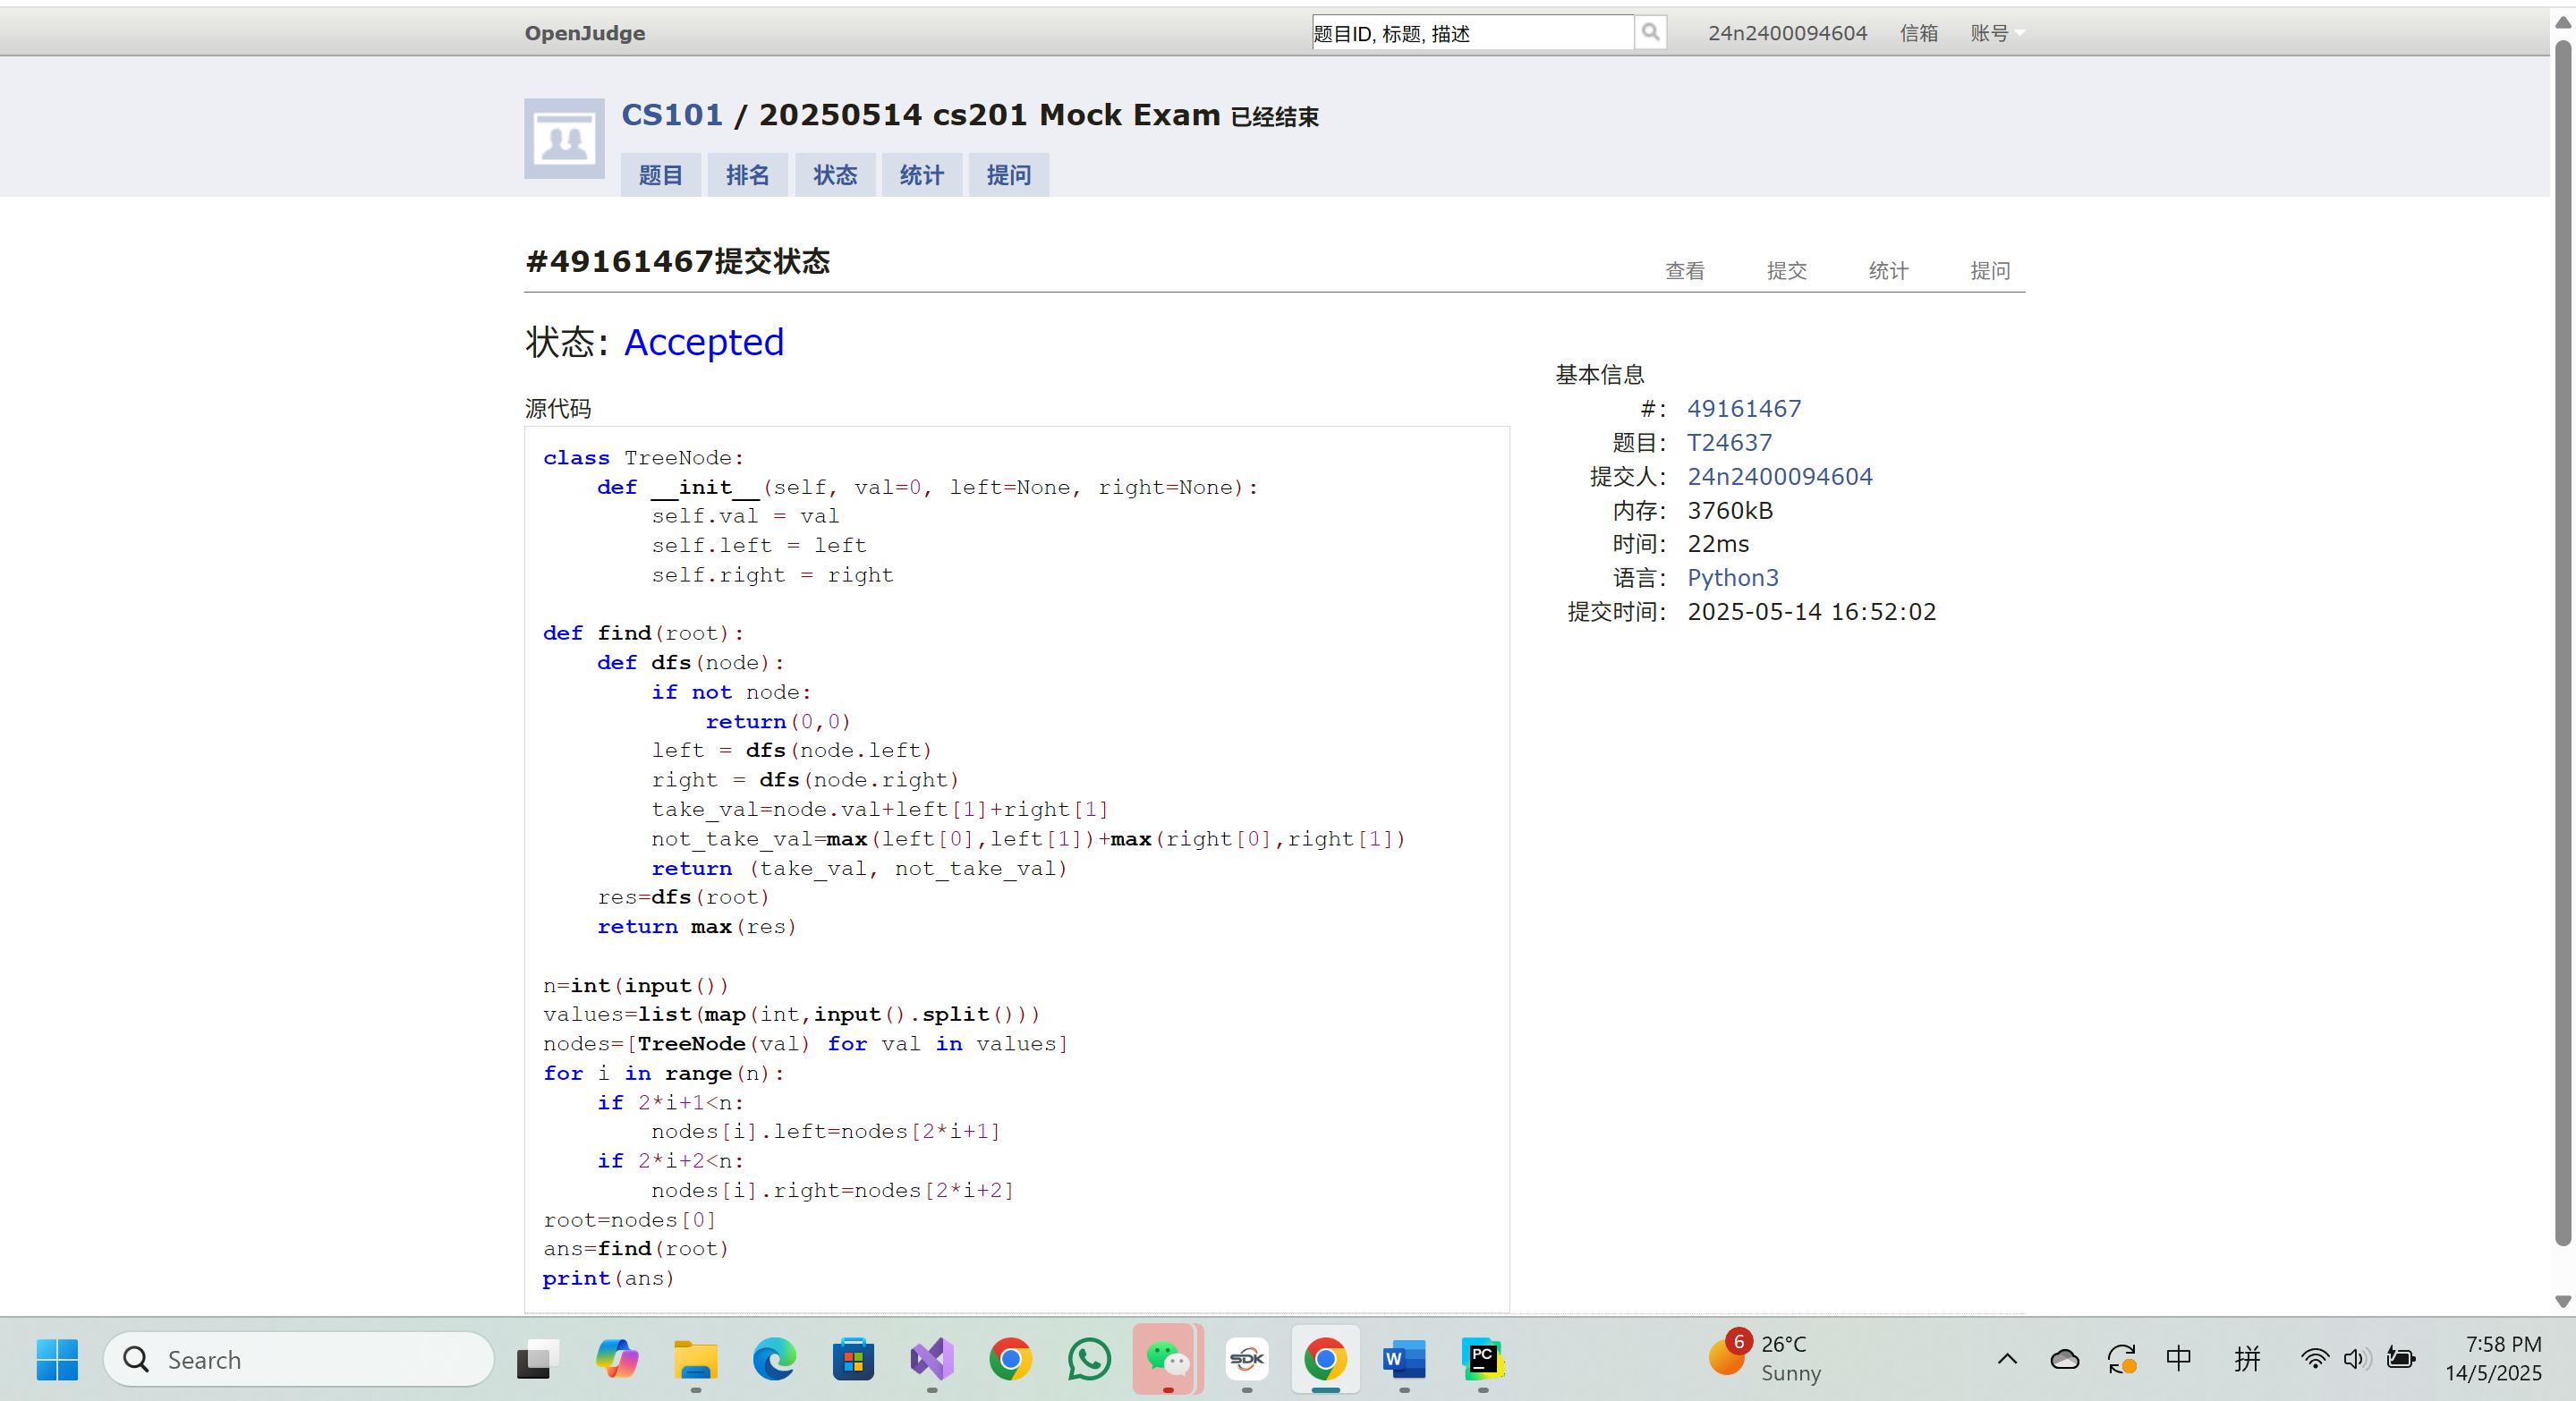 OpenJudge
题目ID, 标题, 描述
24n2400094604 信箱 账号
CS101 / 20250514 cs201 Mock Exam 已经结束
题目 排名 状态 统计 提问
#49161467提交状态
查看 提交 统计 提问
状态: Accepted
源代码
class TreeNode:
    def __init__(self, val=0, left=None, right=None):
        self.val = val
        self.left = left
        self.right = right
def find(root):
    def dfs(node):
        if not node:
            return(0,0)
        left = dfs(node.left)
        right = dfs(node.right)
        take_val=node.val+left[1]+right[1]
        not_take_val=max(left[0],left[1])+max(right[0],right[1])
        return (take_val, not_take_val)
    res=dfs(root)
    return max(res)
n=int(input())
values=list(map(int,input().split()))
nodes=[TreeNode(val) for val in values]
for i in range(n):
    if 2*i+1<n:
        nodes[i].left=nodes[2*i+1]
    if 2*i+2<n:
        nodes[i].right=nodes[2*i+2]
root=nodes[0]
ans=find(root)
print(ans)
基本信息
#: 49161467
题目: T24637
提交人: 24n2400094604
内存: 3760kB
时间: 22ms
语言: Python3
提交时间: 2025-05-14 16:52:02
Search
SDK
W
PC
6
26°C
Sunny
中
拼
7:58 PM
14/5/2025